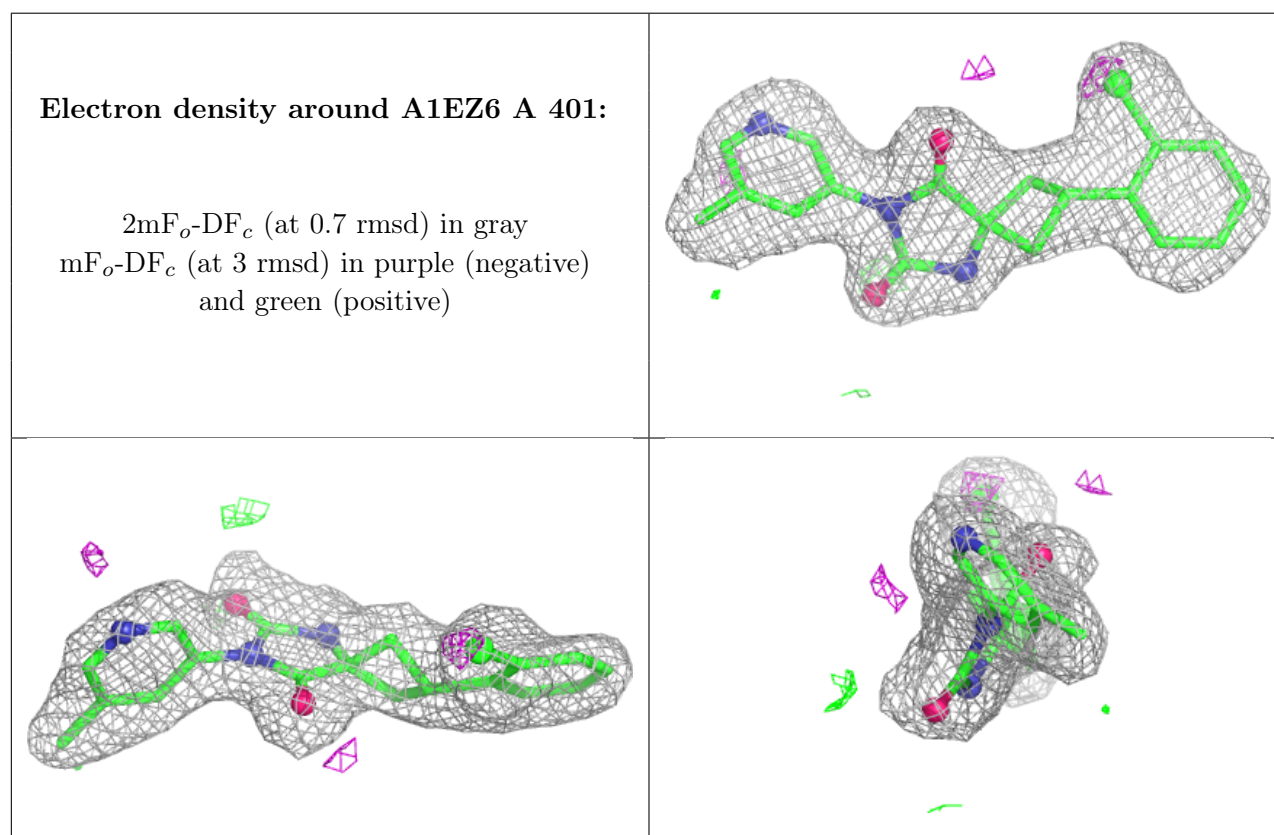 Electron density around A1EZ6 A 401:
2mFₒ-DF𝒸 (at 0.7 rmsd) in gray
mFₒ-DF𝒸 (at 3 rmsd) in purple (negative)
and green (positive)